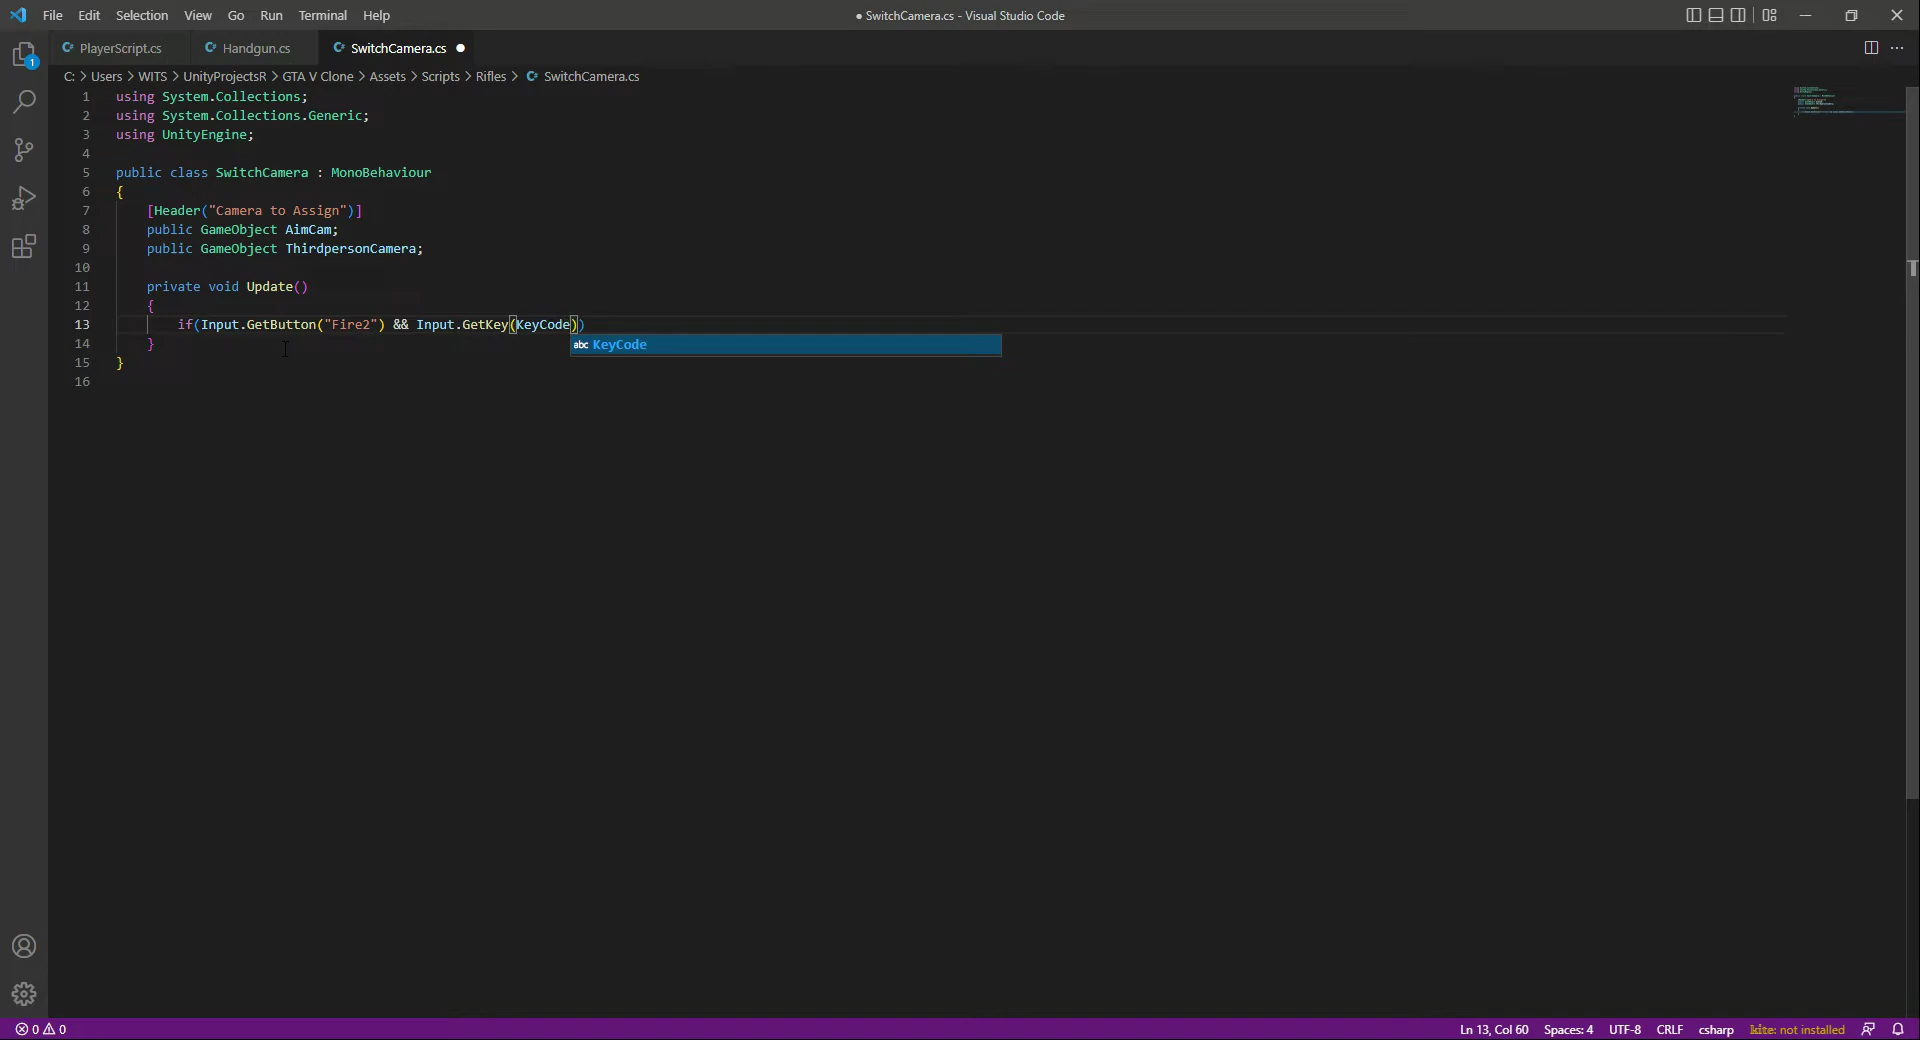 File Edit Selection View Go Run Terminal Help
● SwitchCamera.cs - Visual Studio Code
1
PlayerScript.cs Handgun.cs SwitchCamera.cs ●
C: > Users > WITS > UnityProjectsR > GTA V Clone > Assets > Scripts > Rifles > SwitchCamera.cs
1 using System.Collections;
2 using System.Collections.Generic;
3 using UnityEngine;
4
5 public class SwitchCamera : MonoBehaviour
6 {
7 [Header("Camera to Assign")]
8 public GameObject AimCam;
9 public GameObject ThirdpersonCamera;
10
11 private void Update()
12 {
13 if(Input.GetButton("Fire2") && Input.GetKey(KeyCode))
abc KeyCode
14 }
15 }
16
0 0 Ln 13, Col 60 Spaces: 4 UTF-8 CRLF csharp kite: not installed